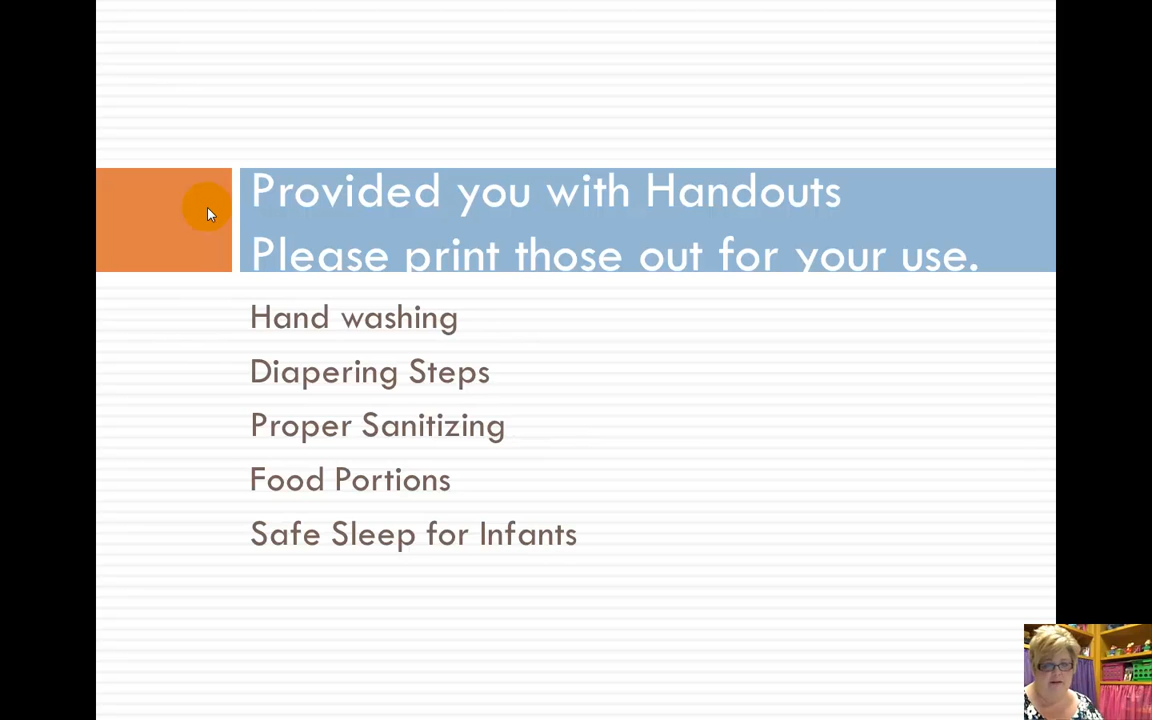 Provided you with Handouts
Please print those out for your use.
Hand washing
Diapering Steps
Proper Sanitizing
Food Portions
Safe Sleep for Infants